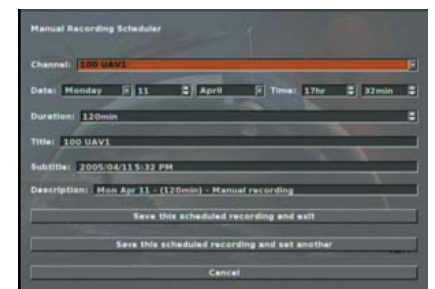 Manual Recording Scheduler
Channel: 100 UAV1
Date: Monday 11 April Time: 17hr 32min
Duration: 120min
Title: 100 UAV1
Subtitle: 2005/04/11 5:32 PM
Description: Mon Apr 11 - (120min) - Manual recording
Save this scheduled recording and exit
Save this scheduled recording and set another
Cancel